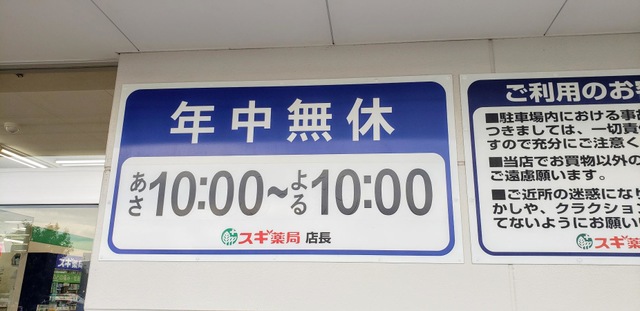 年中無休
あさ10:00~よる10:00
スギ薬局 店長
ご利用のお
■駐車場内における事
つきましては、一切責
すので充分にご注意く
■当店でお買物以外の
ご遠慮願います。
■ご近所の迷惑にな
かしや、クラクション
てないようにお願い
スギ薬
スギ薬局